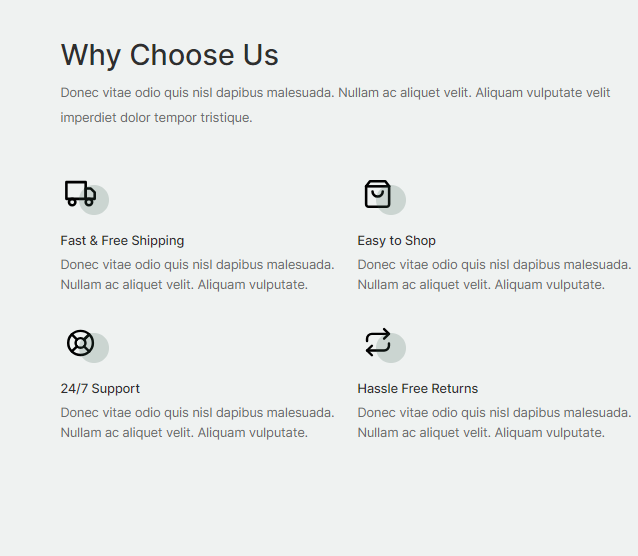 Why Choose Us
Donec vitae odio quis nisl dapibus malesuada. Nullam ac aliquet velit. Aliquam vulputate velit
imperdiet dolor tempor tristique.
Fast & Free Shipping
Donec vitae odio quis nisl dapibus malesuada.
Nullam ac aliquet velit. Aliquam vulputate.
Easy to Shop
Donec vitae odio quis nisl dapibus malesuada.
Nullam ac aliquet velit. Aliquam vulputate.
24/7 Support
Donec vitae odio quis nisl dapibus malesuada.
Nullam ac aliquet velit. Aliquam vulputate.
Hassle Free Returns
Donec vitae odio quis nisl dapibus malesuada.
Nullam ac aliquet velit. Aliquam vulputate.